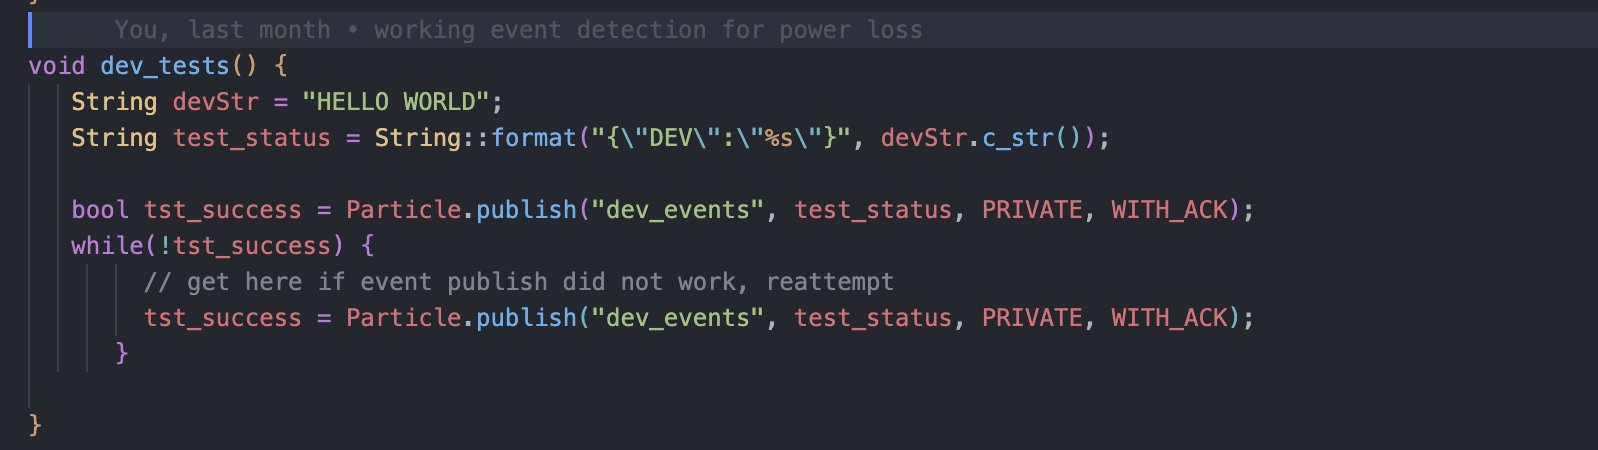 }
You, last month • working event detection for power loss
void dev_tests() {
String devStr = "HELLO WORLD";
String test_status = String::format("{\"DEV\":\"%s\"}", devStr.c_str());
bool tst_success = Particle.publish("dev_events", test_status, PRIVATE, WITH_ACK);
while(!tst_success) {
// get here if event publish did not work, reattempt
tst_success = Particle.publish("dev_events", test_status, PRIVATE, WITH_ACK);
}
}